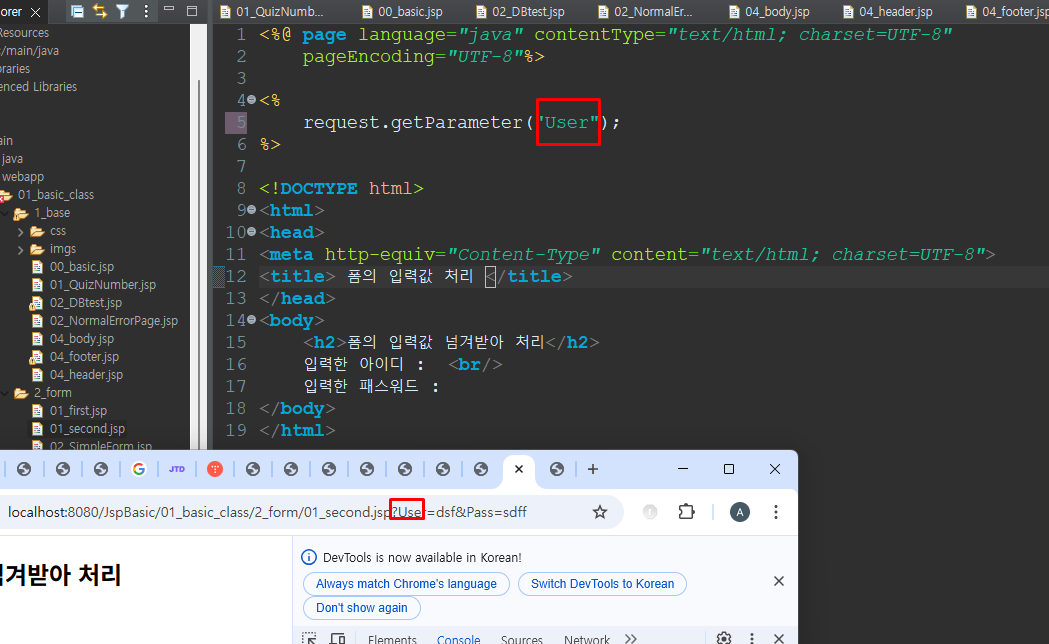 orer
01_QuizNumb...
00_basic.jsp
02_DBtest.jsp
02_NormalEr...
04_body.jsp
04_header.jsp
04_footer.jsp
Resources
:/main/java
oraries
enced Libraries
ain
java
webapp
01_basic_class
1_base
css
imgs
00_basic.jsp
01_QuizNumber.jsp
02_DBtest.jsp
02_NormalErrorPage.jsp
04_body.jsp
04_footer.jsp
04_header.jsp
2_form
01_first.jsp
01_second.jsp
02_SimpleForm.jsp
1 <%@ page language="java" contentType="text/html; charset=UTF-8"
2 pageEncoding="UTF-8"%>
3
4 <%
5 request.getParameter("User");
6 %>
7
8 <!DOCTYPE html>
9 <html>
10 <head>
11 <meta http-equiv="Content-Type" content="text/html; charset=UTF-8">
12 <title> 폼의 입력값 처리 </title>
13 </head>
14 <body>
15 <h2>폼의 입력값 넘겨받아 처리</h2>
16 입력한 아이디 : <br/>
17 입력한 패스워드 :
18 </body>
19 </html>
JTD
localhost:8080/JspBasic/01_basic_class/2_form/01_second.jsp?User=dsf&Pass=sdff
A
넘겨받아 처리
DevTools is now available in Korean!
Always match Chrome's language
Switch DevTools to Korean
Don't show again
Elements
Console
Sources
Network